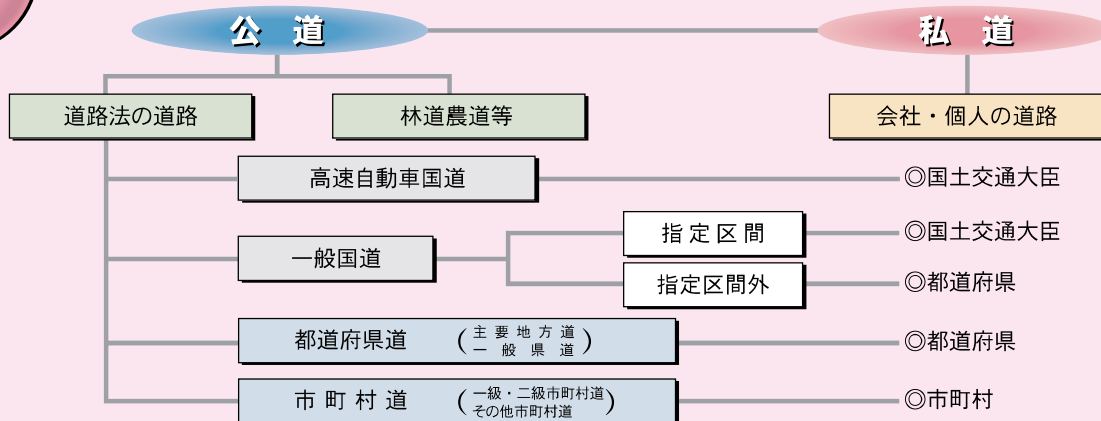 公 道
私 道
道路法の道路
林道農道等
会社・個人の道路
高速自動車国道
◎国土交通大臣
一般国道
指定区間
◎国土交通大臣
指定区間外
◎都道府県
都道府県道
(主要地方道
一般県道)
◎都道府県
市町村道
(一級・二級市町村道
その他市町村道)
◎市町村